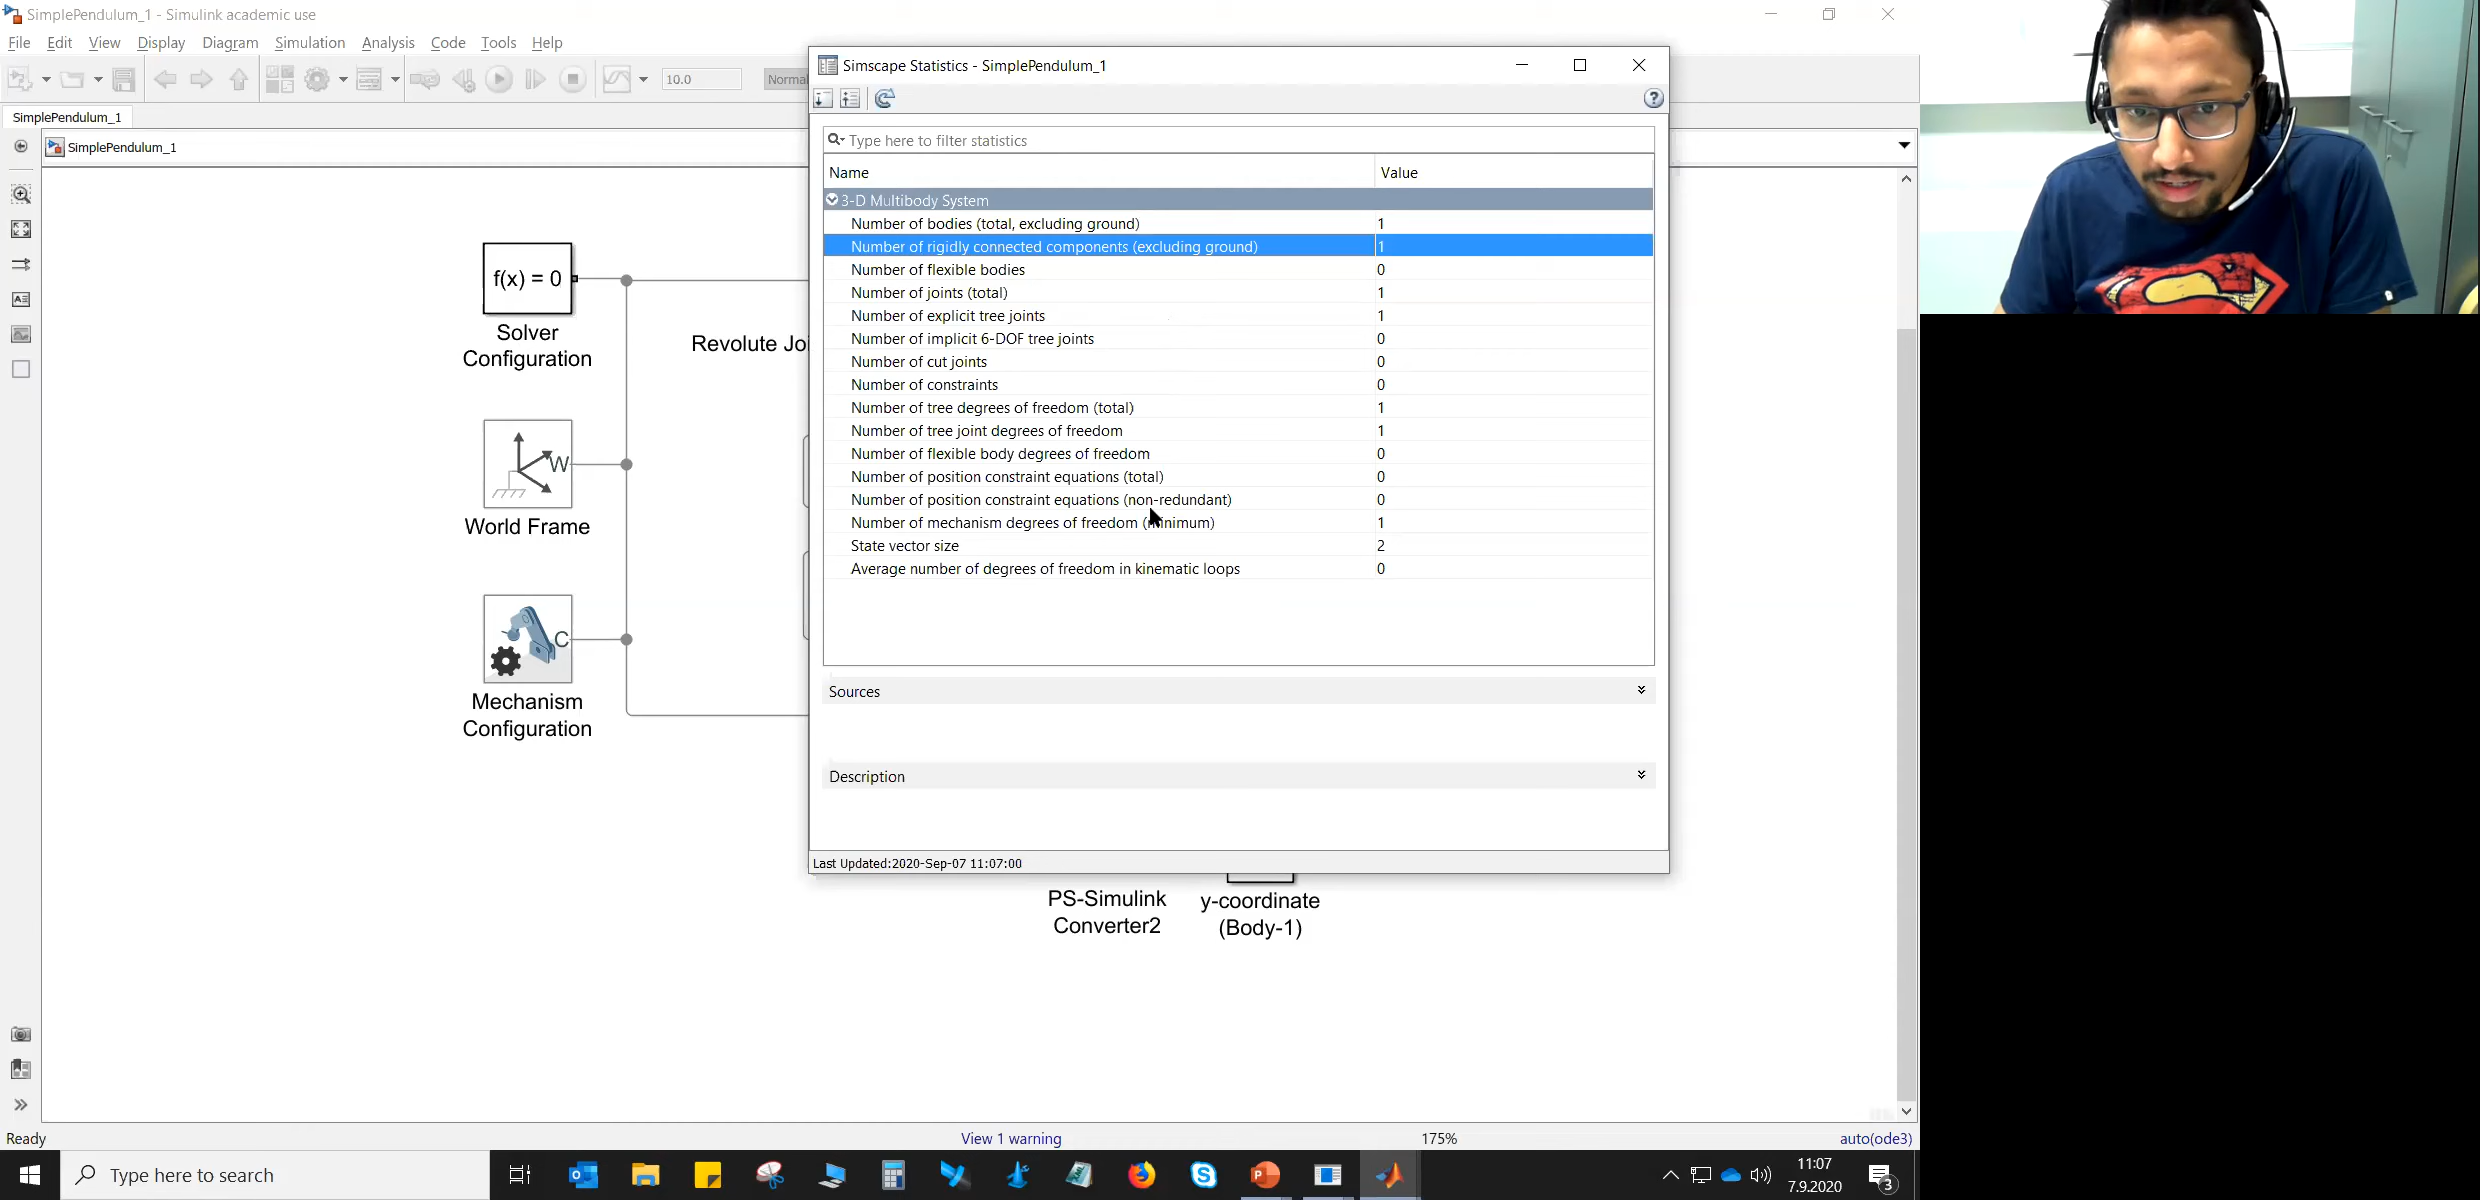 SimplePendulum_1 - Simulink academic use
File Edit View Display Diagram Simulation Analysis Code Tools Help
10.0 Normal
SimplePendulum_1
SimplePendulum_1
f(x) = 0
Solver
Configuration
Revolute Joi
W
World Frame
C
Mechanism
Configuration
Simscape Statistics - SimplePendulum_1
Type here to filter statistics
Name Value
3-D Multibody System
Number of bodies (total, excluding ground) 1
Number of rigidly connected components (excluding ground) 1
Number of flexible bodies 0
Number of joints (total) 1
Number of explicit tree joints 1
Number of implicit 6-DOF tree joints 0
Number of cut joints 0
Number of constraints 0
Number of tree degrees of freedom (total) 1
Number of tree joint degrees of freedom 1
Number of flexible body degrees of freedom 0
Number of position constraint equations (total) 0
Number of position constraint equations (non-redundant) 0
Number of mechanism degrees of freedom (minimum) 1
State vector size 2
Average number of degrees of freedom in kinematic loops 0
Sources
Description
Last Updated:2020-Sep-07 11:07:00
PS-Simulink
Converter2
y-coordinate
(Body-1)
Ready View 1 warning 175% auto(ode3)
Type here to search
11:07
7.9.2020
3